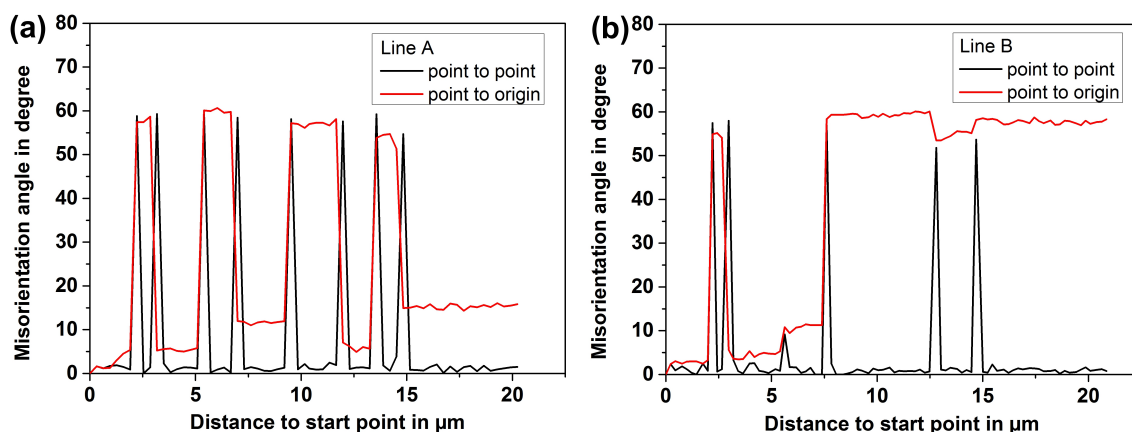 (a)
Line A
point to point
point to origin
Misorientation angle in degree
80
70
60
50
40
30
20
10
0
0 5 10 15 20
Distance to start point in µm
(b)
Line B
point to point
point to origin
Misorientation angle in degree
80
70
60
50
40
30
20
10
0
0 5 10 15 20
Distance to start point in µm